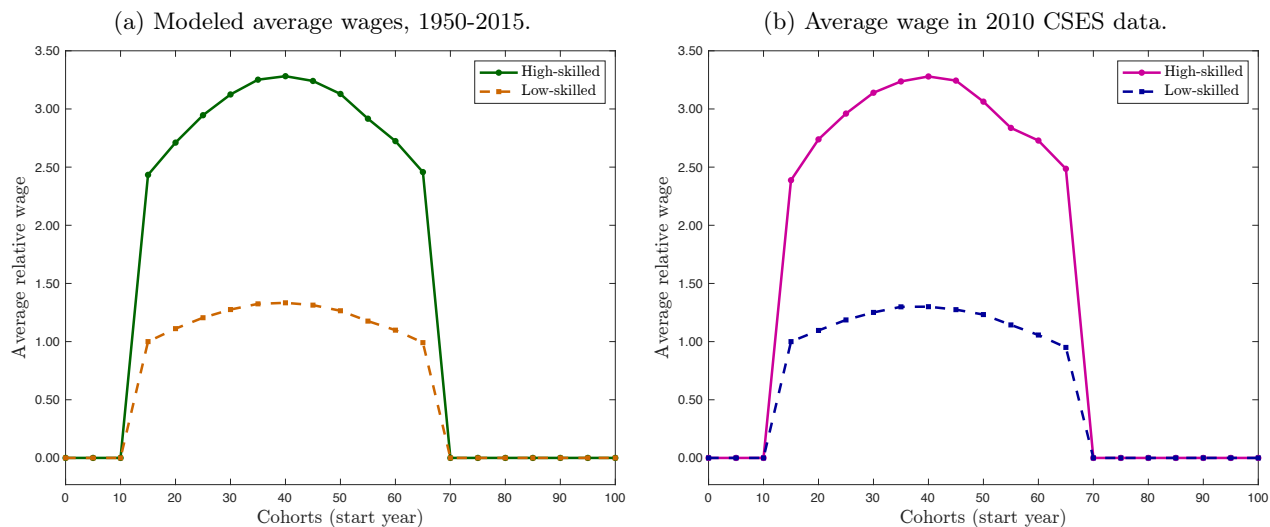 (a) Modeled average wages, 1950-2015.
3.50
3.00
2.50
2.00
1.50
1.00
0.50
0.00
Average relative wage
High-skilled
Low-skilled
0 10 20 30 40 50 60 70 80 90 100
Cohorts (start year)
(b) Average wage in 2010 CSES data.
3.50
3.00
2.50
2.00
1.50
1.00
0.50
0.00
Average relative wage
High-skilled
Low-skilled
0 10 20 30 40 50 60 70 80 90 100
Cohorts (start year)